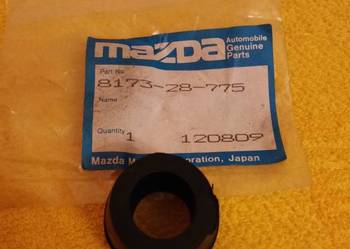 mazda
Automobile
Genuine
Parts
Part No
8173-28-775
Name
Quantity 1 120809
Mazda Corporation, Japan